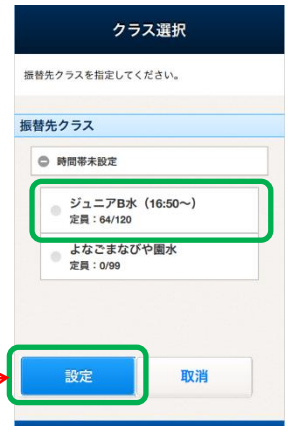 クラス選択
振替先クラスを指定してください。
振替先クラス
時間帯未設定
ジュニアB水（16:50～）
定員：64/120
よなごまなびや園水
定員：0/99
設定
取消